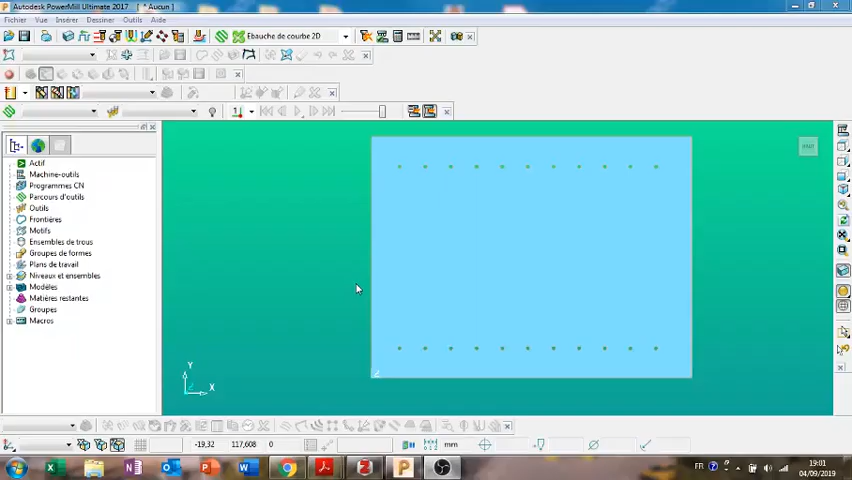 Autodesk PowerMill Ultimate 2017 [ * Aucun ]
Fichier Vue Insérer Dessiner Outils Aide
Ebauche de courbe 2D
Actif
Machine-outils
Programmes CN
Parcours d'outils
Outils
Frontières
Motifs
Ensembles de trous
Groupes de formes
Plans de travail
Niveaux et ensembles
Modèles
Matières restantes
Groupes
Macros
Y
Z X
Z
-19,32 117,608 0 mm
FR 19:01
04/09/2019